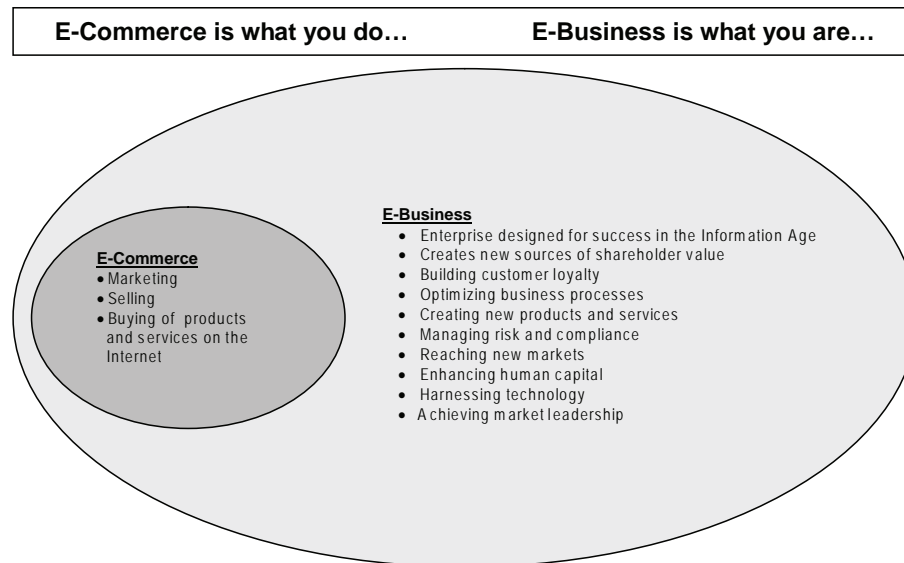 E-Commerce is what you do… E-Business is what you are…
E-Commerce
• Marketing
• Selling
• Buying of products
and services on the
Internet
E-Business
• Enterprise designed for success in the Information Age
• Creates new sources of shareholder value
• Building customer loyalty
• Optimizing business processes
• Creating new products and services
• Managing risk and compliance
• Reaching new markets
• Enhancing human capital
• Harnessing technology
• Achieving market leadership